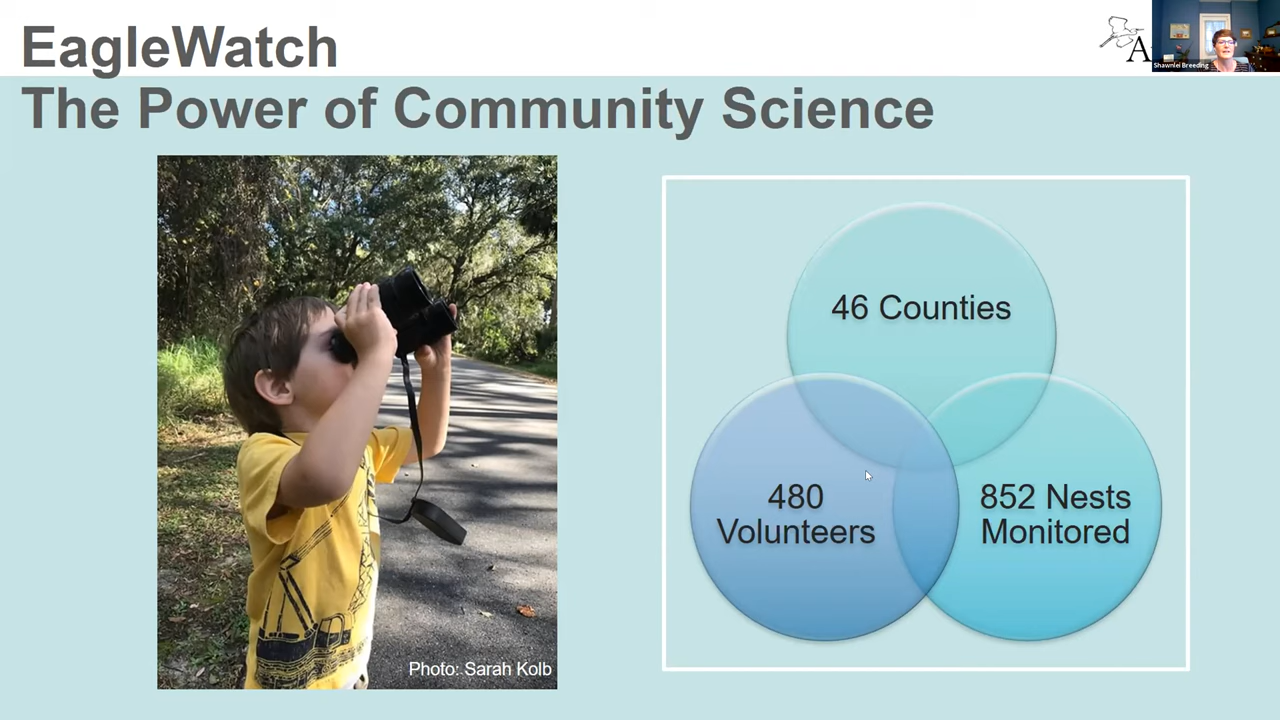 EagleWatch
The Power of Community Science
Shawnlei Breeding
46 Counties
480
Volunteers
852 Nests
Monitored
Photo: Sarah Kolb